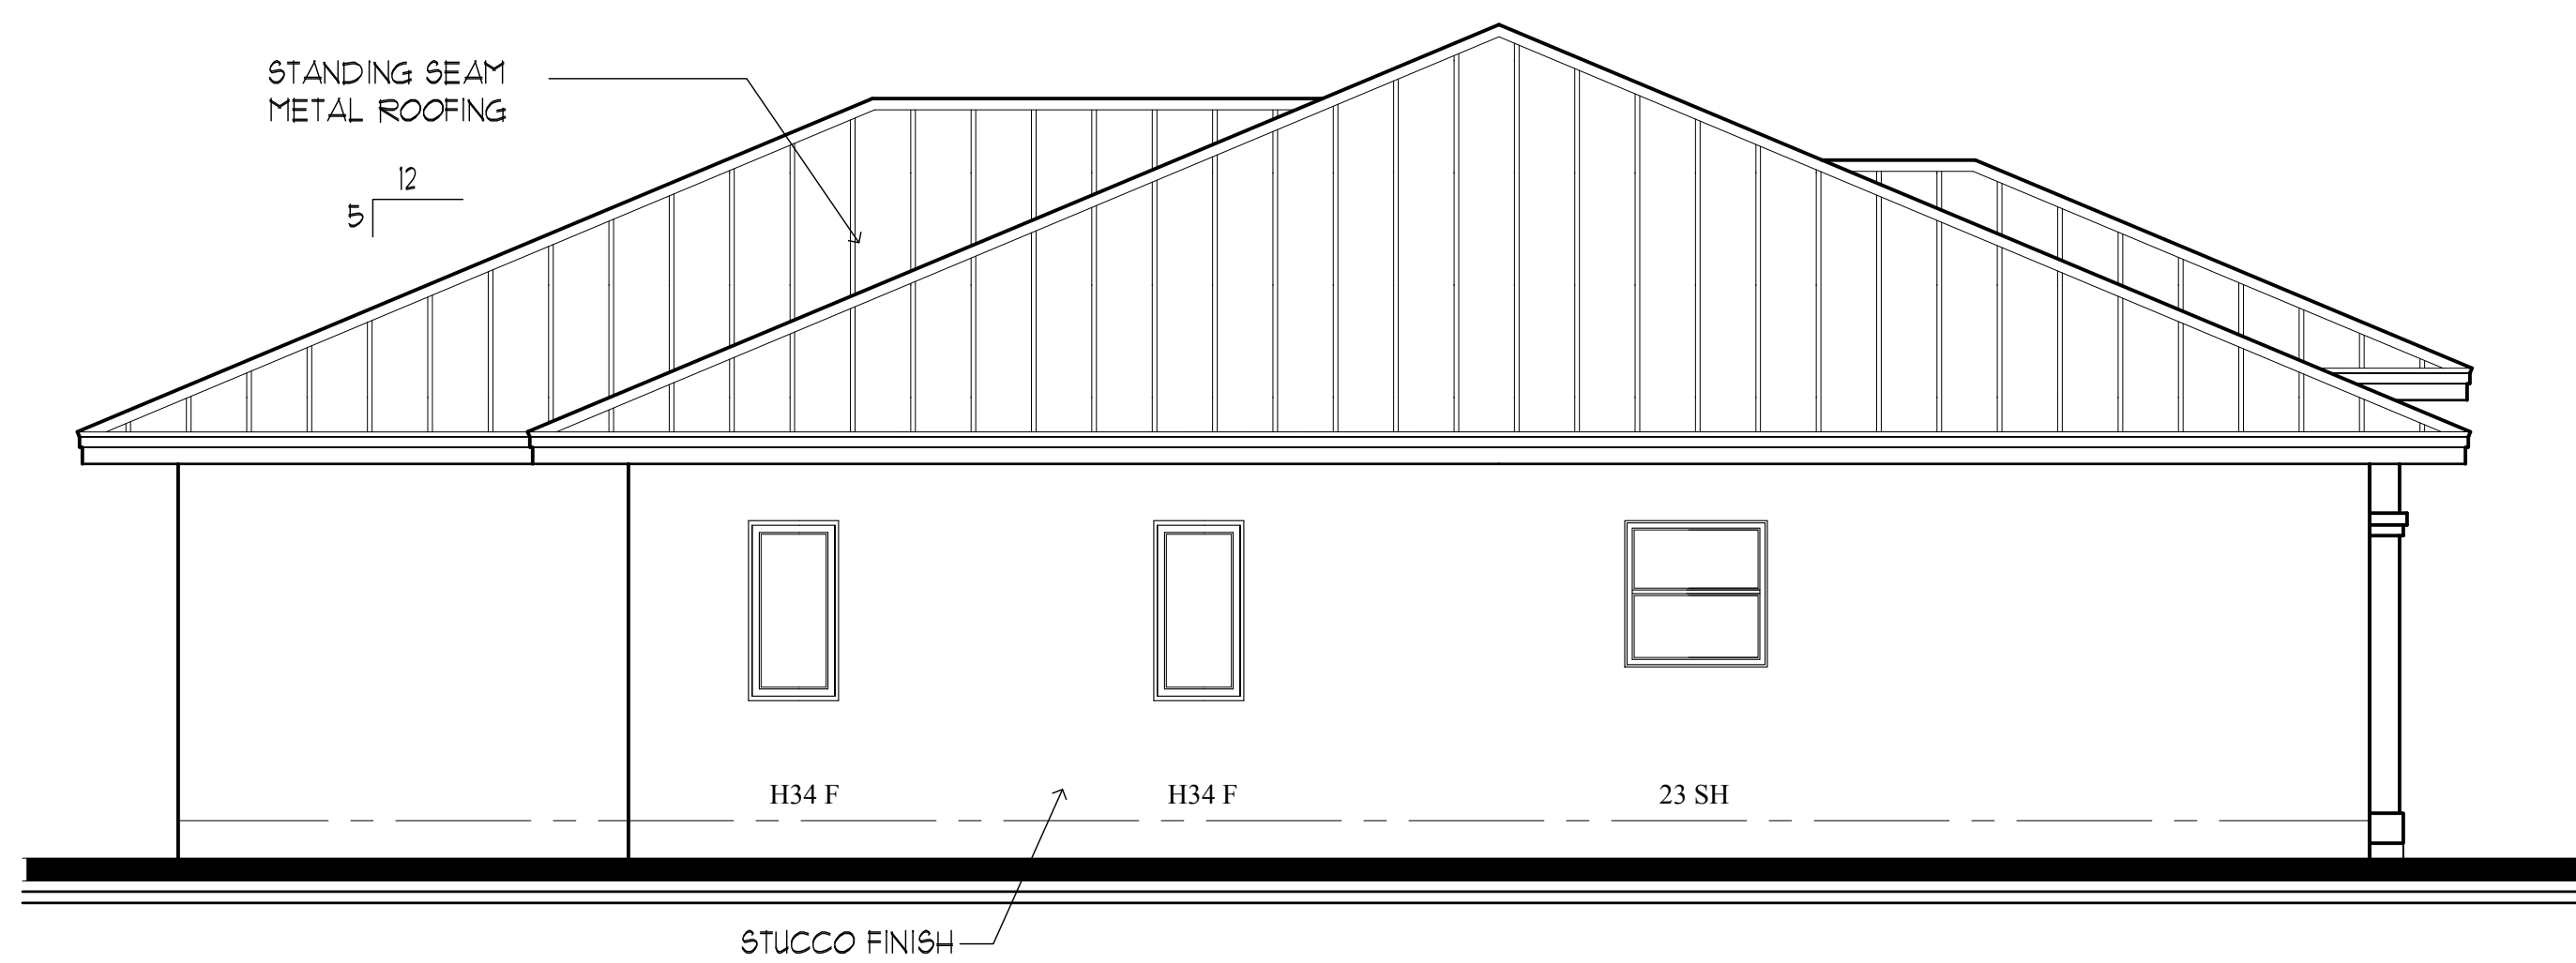 STANDING SEAM
METAL ROOFING
12
5
H34 F
H34 F
23 SH
STUCCO FINISH